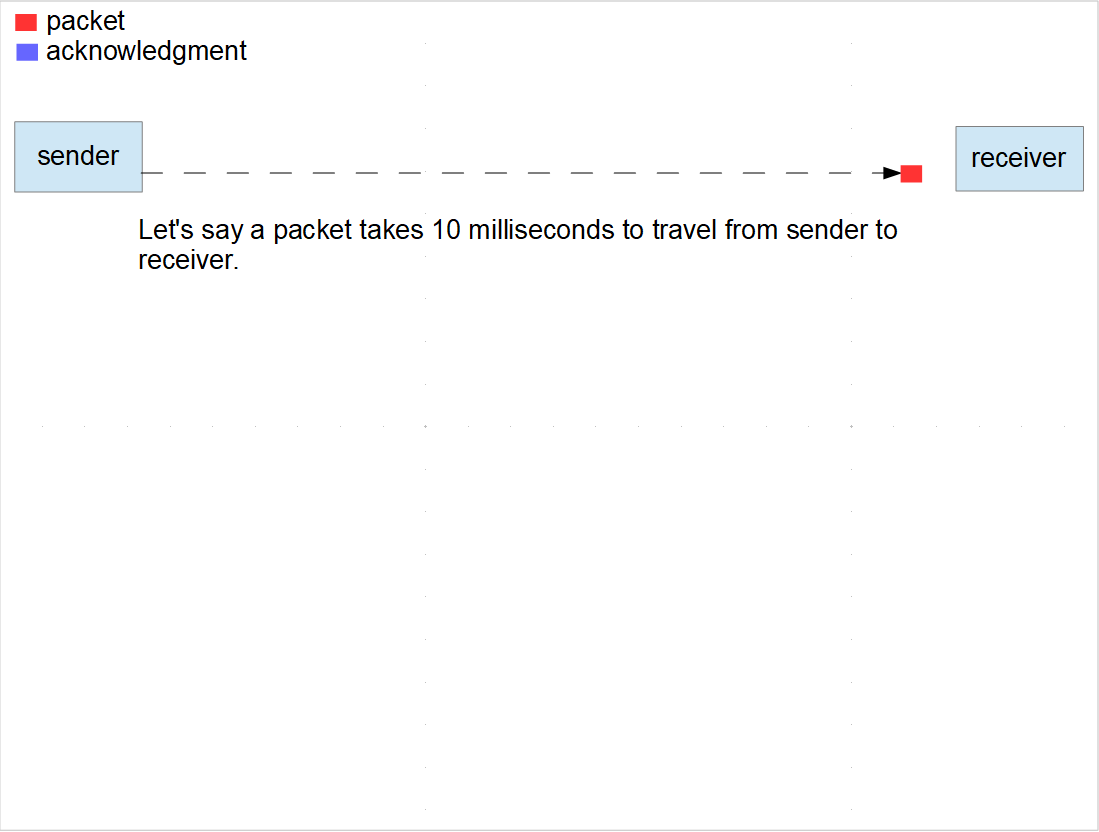 packet
acknowledgment
sender
receiver
Let's say a packet takes 10 milliseconds to travel from sender to
receiver.